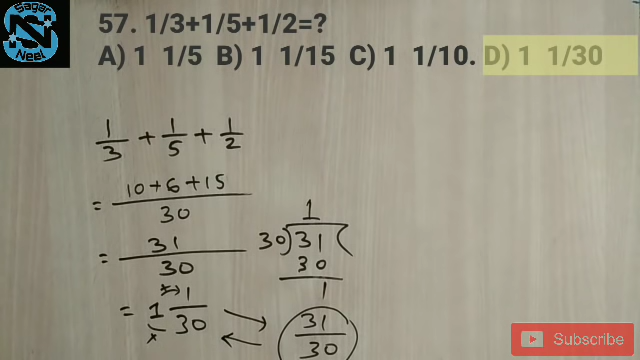 Sagar
Neel
57. 1/3+1/5+1/2=?
A) 1 1/5 B) 1 1/15 C) 1 1/10. D) 1 1/30
1/3 + 1/5 + 1/2
= 10+6+15/30
= 31/30
= 1 1/30
1
30)31(
30
1
31/30
Subscribe